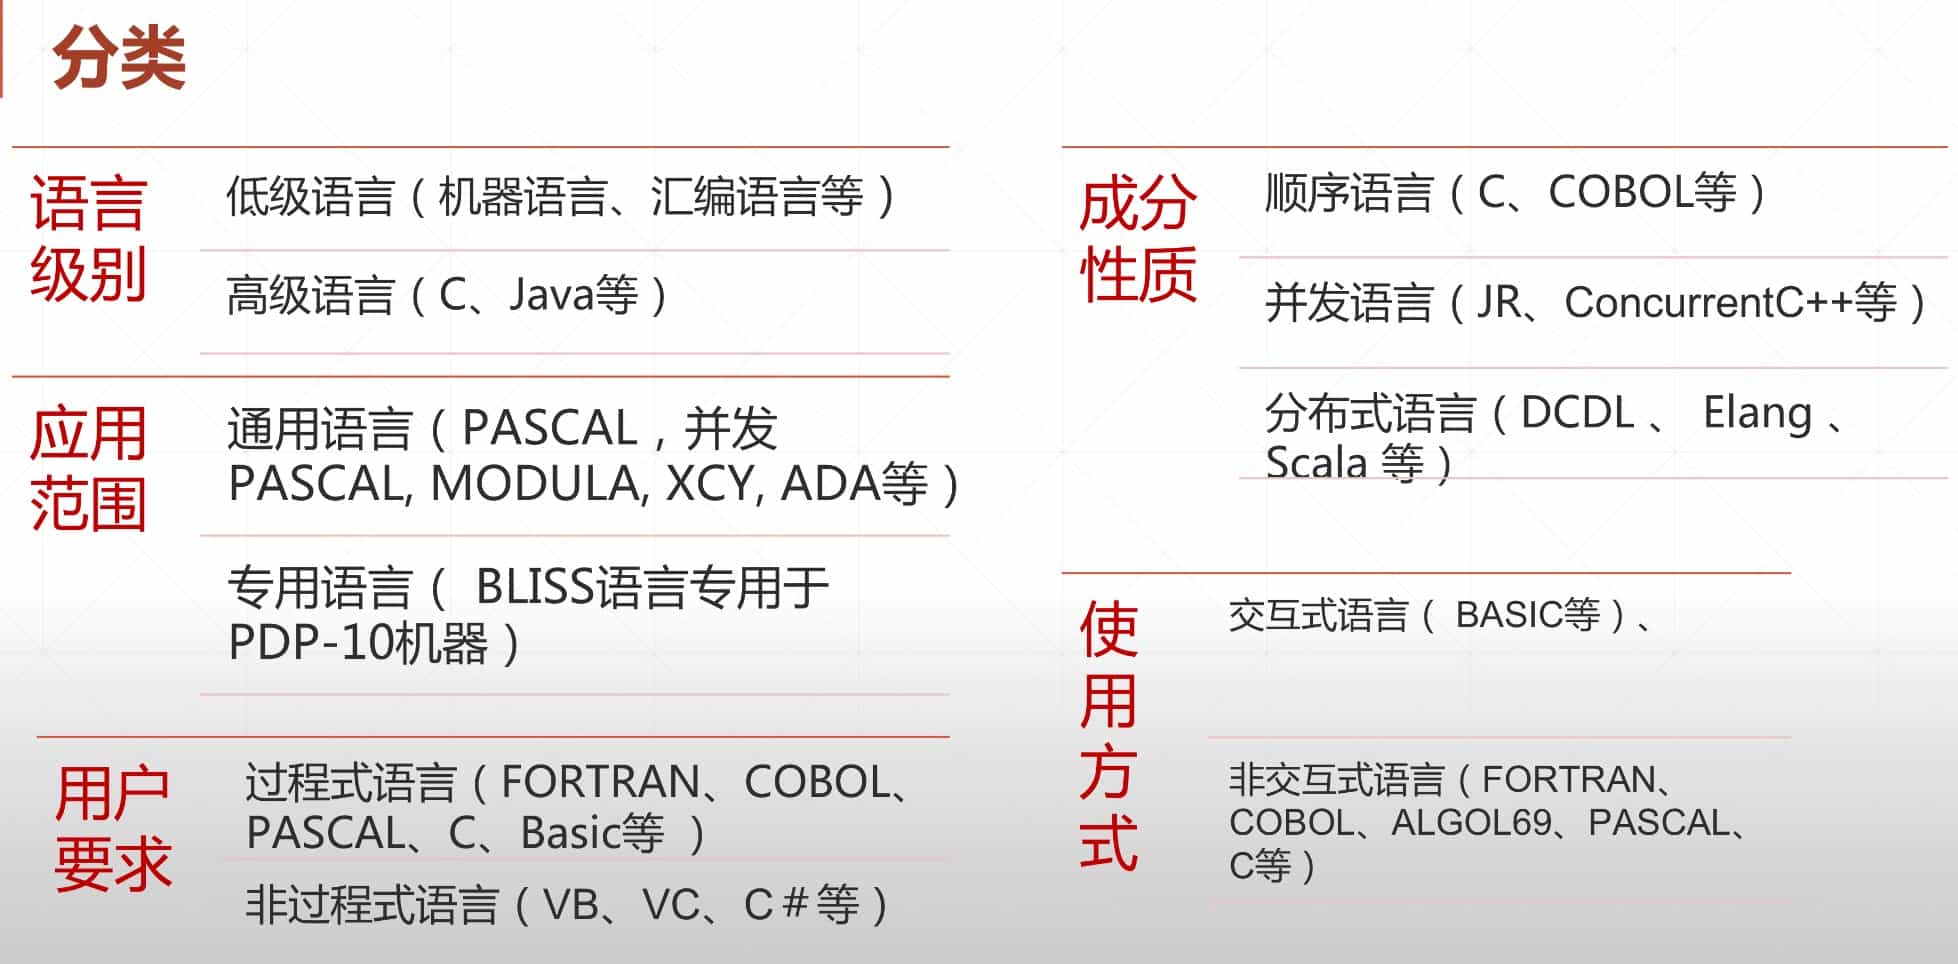 分类
语言
级别
低级语言（机器语言、汇编语言等）
高级语言（C、Java等）
应用
范围
通用语言（PASCAL，并发
PASCAL, MODULA, XCY, ADA等）
专用语言（ BLISS语言专用于
PDP-10机器）
用户
要求
过程式语言（FORTRAN、COBOL、
PASCAL、C、Basic等 ）
非过程式语言（VB、VC、C＃等）
成分
性质
顺序语言（C、COBOL等）
并发语言（JR、ConcurrentC++等）
分布式语言（DCDL 、 Elang 、
Scala 等）
使
用
方
式
交互式语言（ BASIC等）、
非交互式语言（FORTRAN、
COBOL、ALGOL69、PASCAL、
C等）